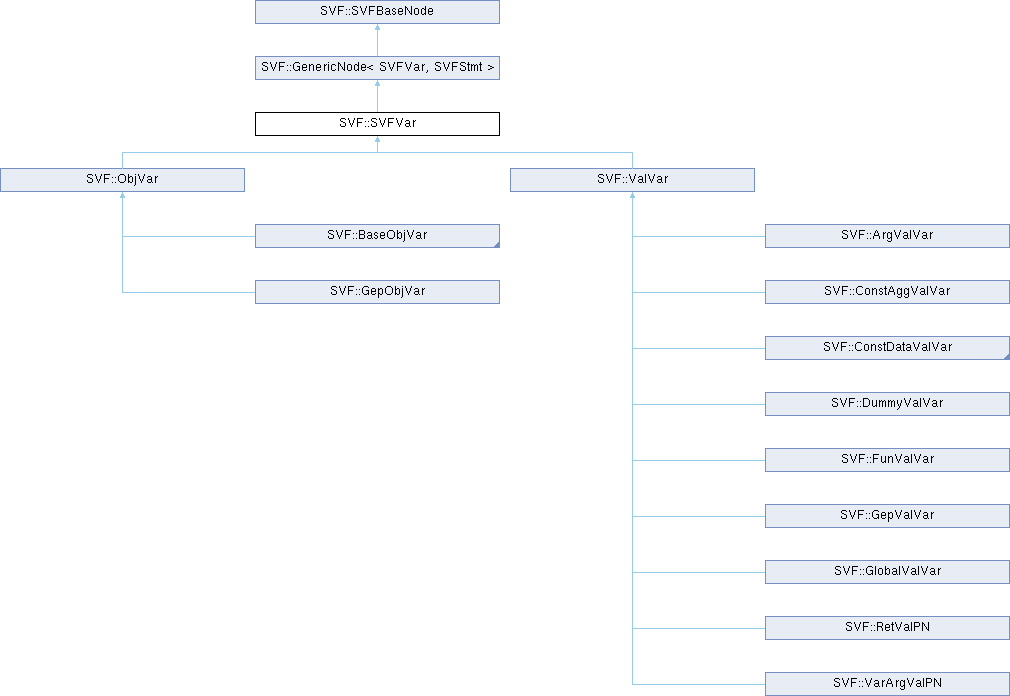 SVF::SVFBaseNode
SVF::GenericNode< SVFVar, SVFStmt >
SVF::SVFVar
SVF::ObjVar
SVF::ValVar
SVF::BaseObjVar
SVF::ArgValVar
SVF::GepObjVar
SVF::ConstAggValVar
SVF::ConstDataValVar
SVF::DummyValVar
SVF::FunValVar
SVF::GepValVar
SVF::GlobalValVar
SVF::RetValPN
SVF::VarArgValPN